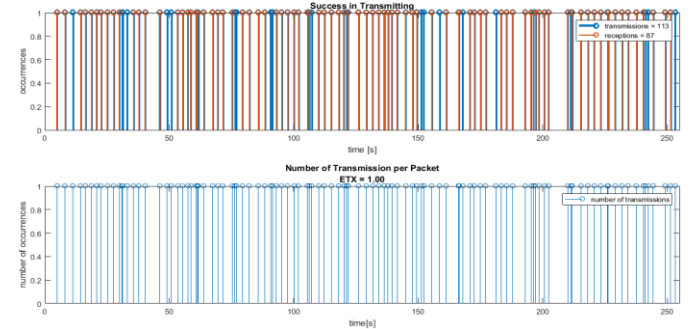 Success in Transmitting
1
0.8
0.6
0.4
0.2
0
occurrences
transmissions = 113
receptions = 87
0 50 100 150 200 250
time [s]
Number of Transmission per Packet
ETX = 1.00
1
0.8
0.6
0.4
0.2
0
number of occurrences
number of transmissions
0 50 100 150 200 250
time[s]